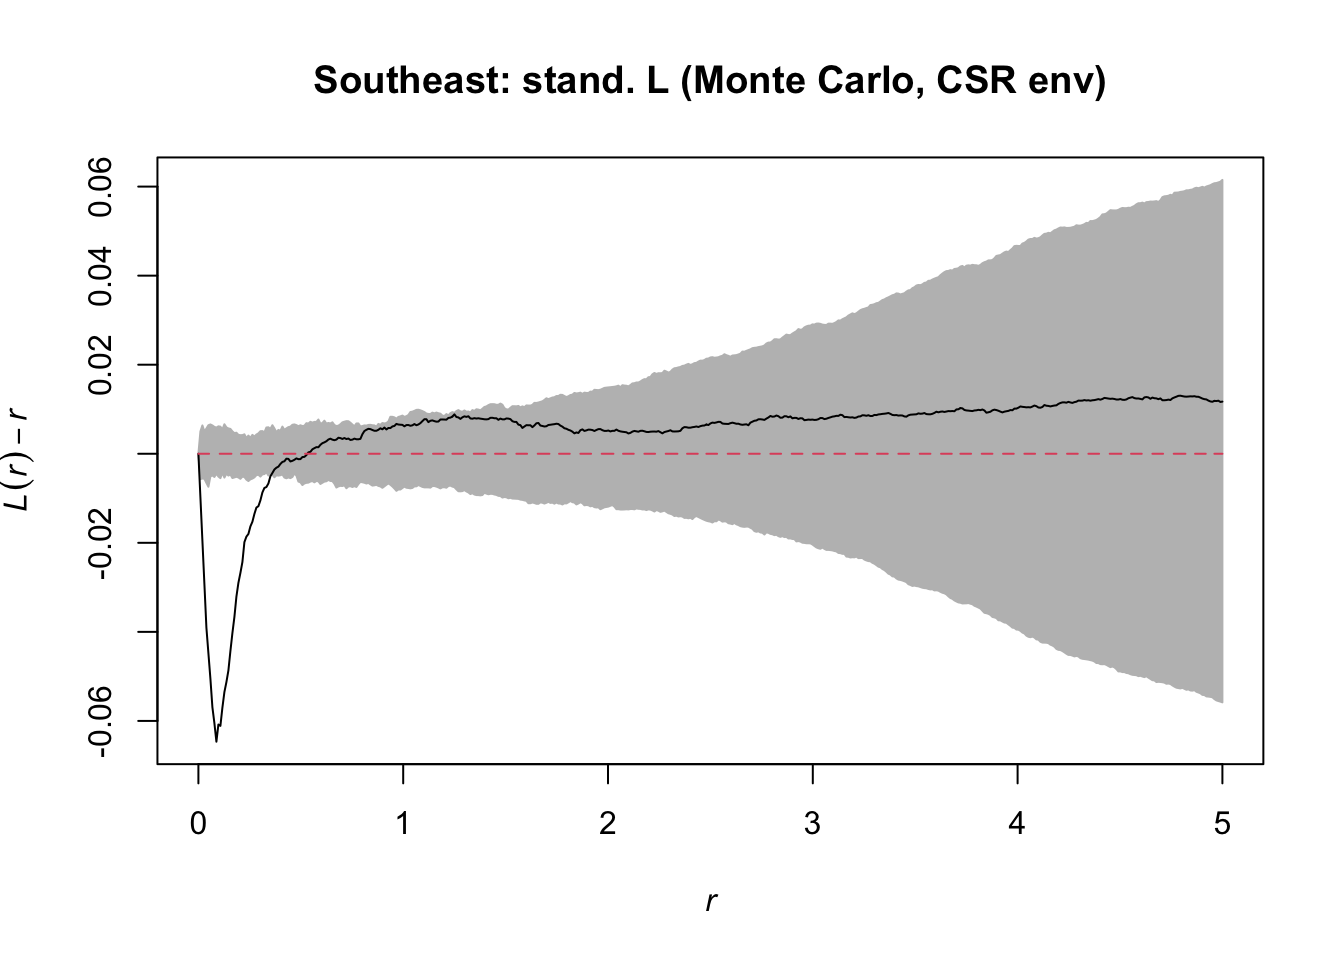 Southeast: stand. L (Monte Carlo, CSR env)
0.06
0.04
0.02
-0.02
-0.06
L(r) − r
0 1 2 3 4 5
r